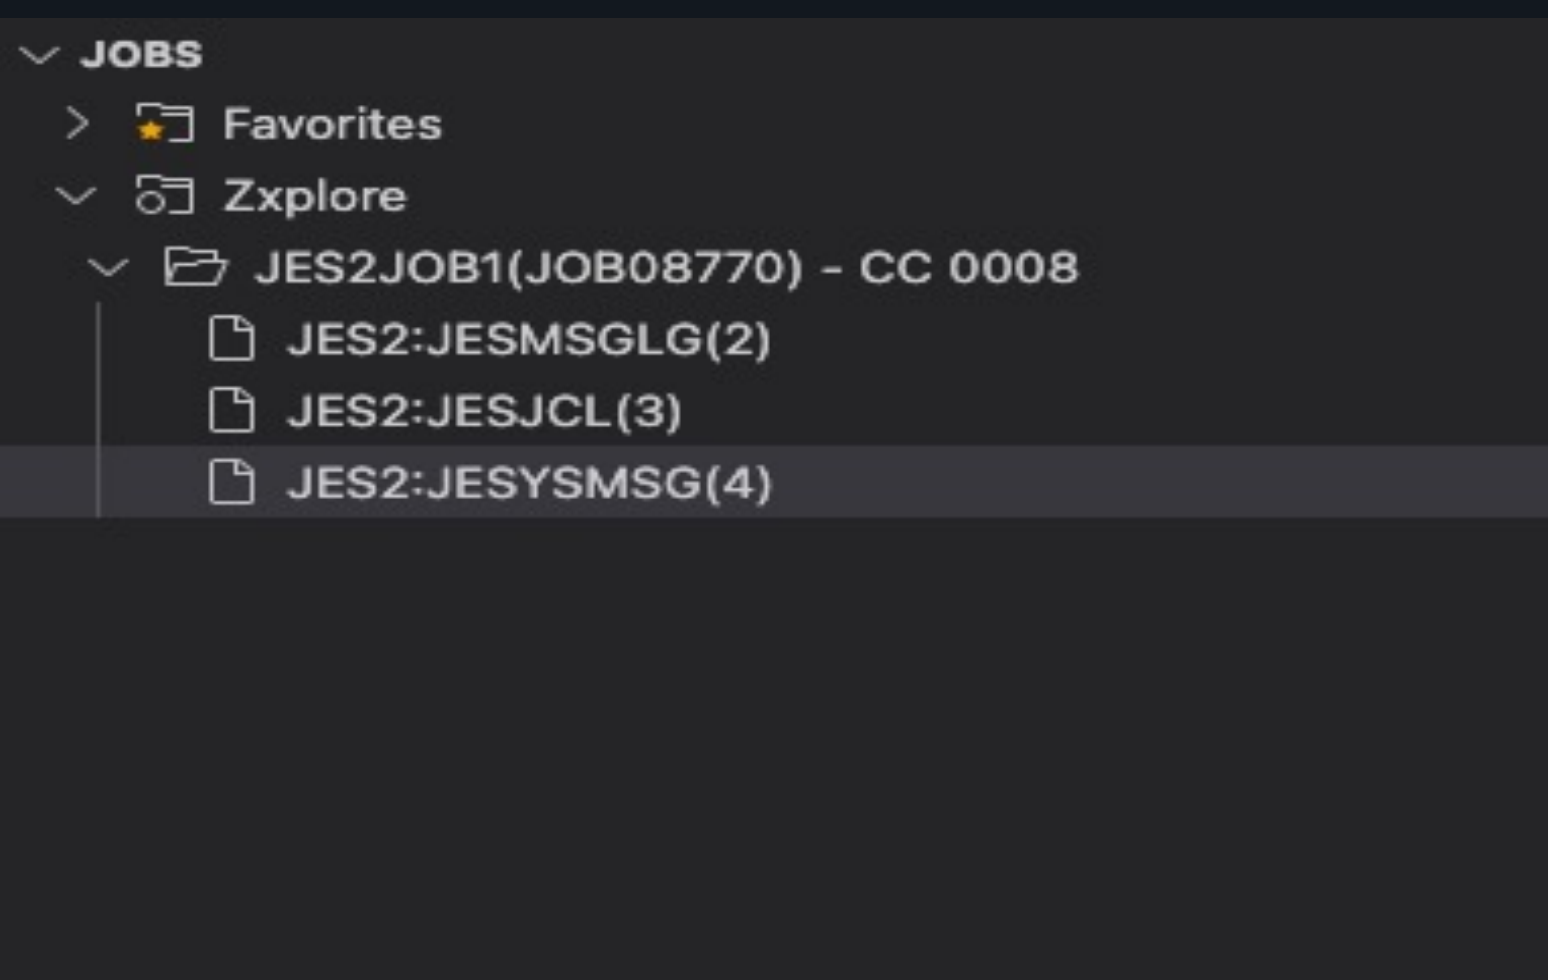 JOBS
Favorites
Zxplore
JES2JOB1(JOB08770) - CC 0008
JES2:JESMSGLG(2)
JES2:JESJCL(3)
JES2:JESYSMSG(4)